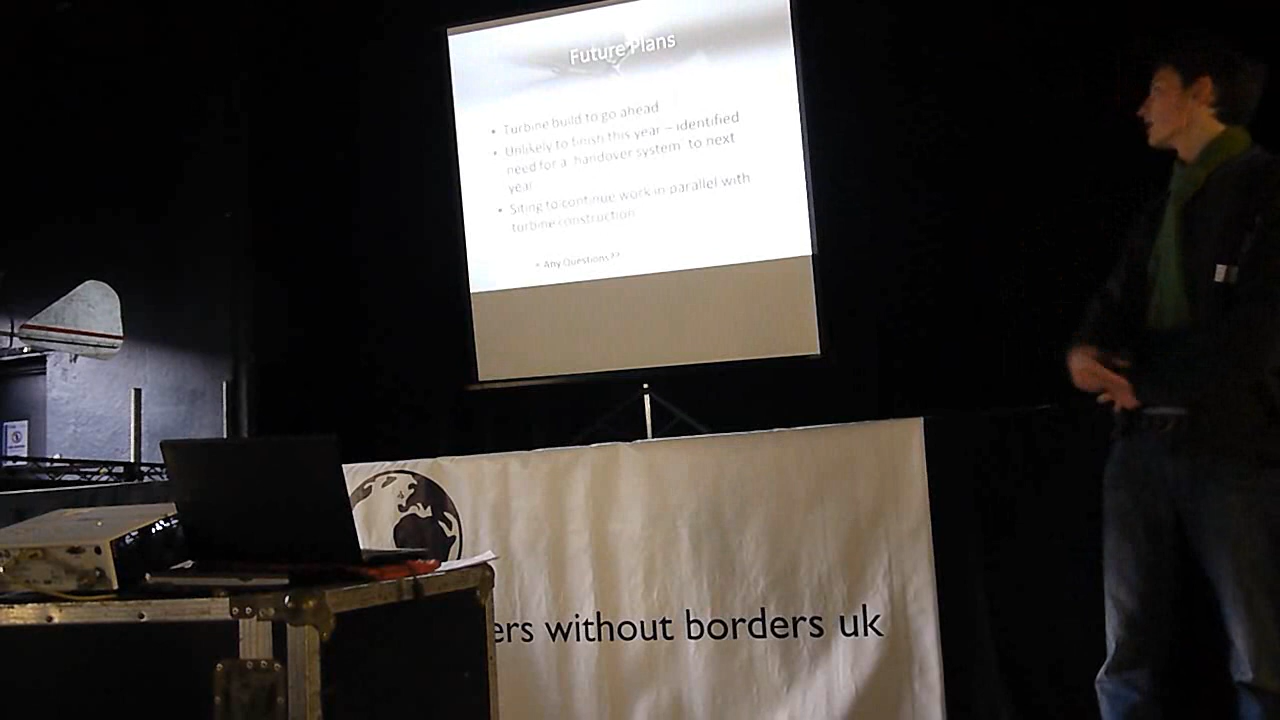 Future Plans
• Turbine build to go ahead
• Unlikely to finish this year – identified
need for a handover system to next
year
• Siting to continue work in parallel with
turbine construction
• Any Questions??
ers without borders uk